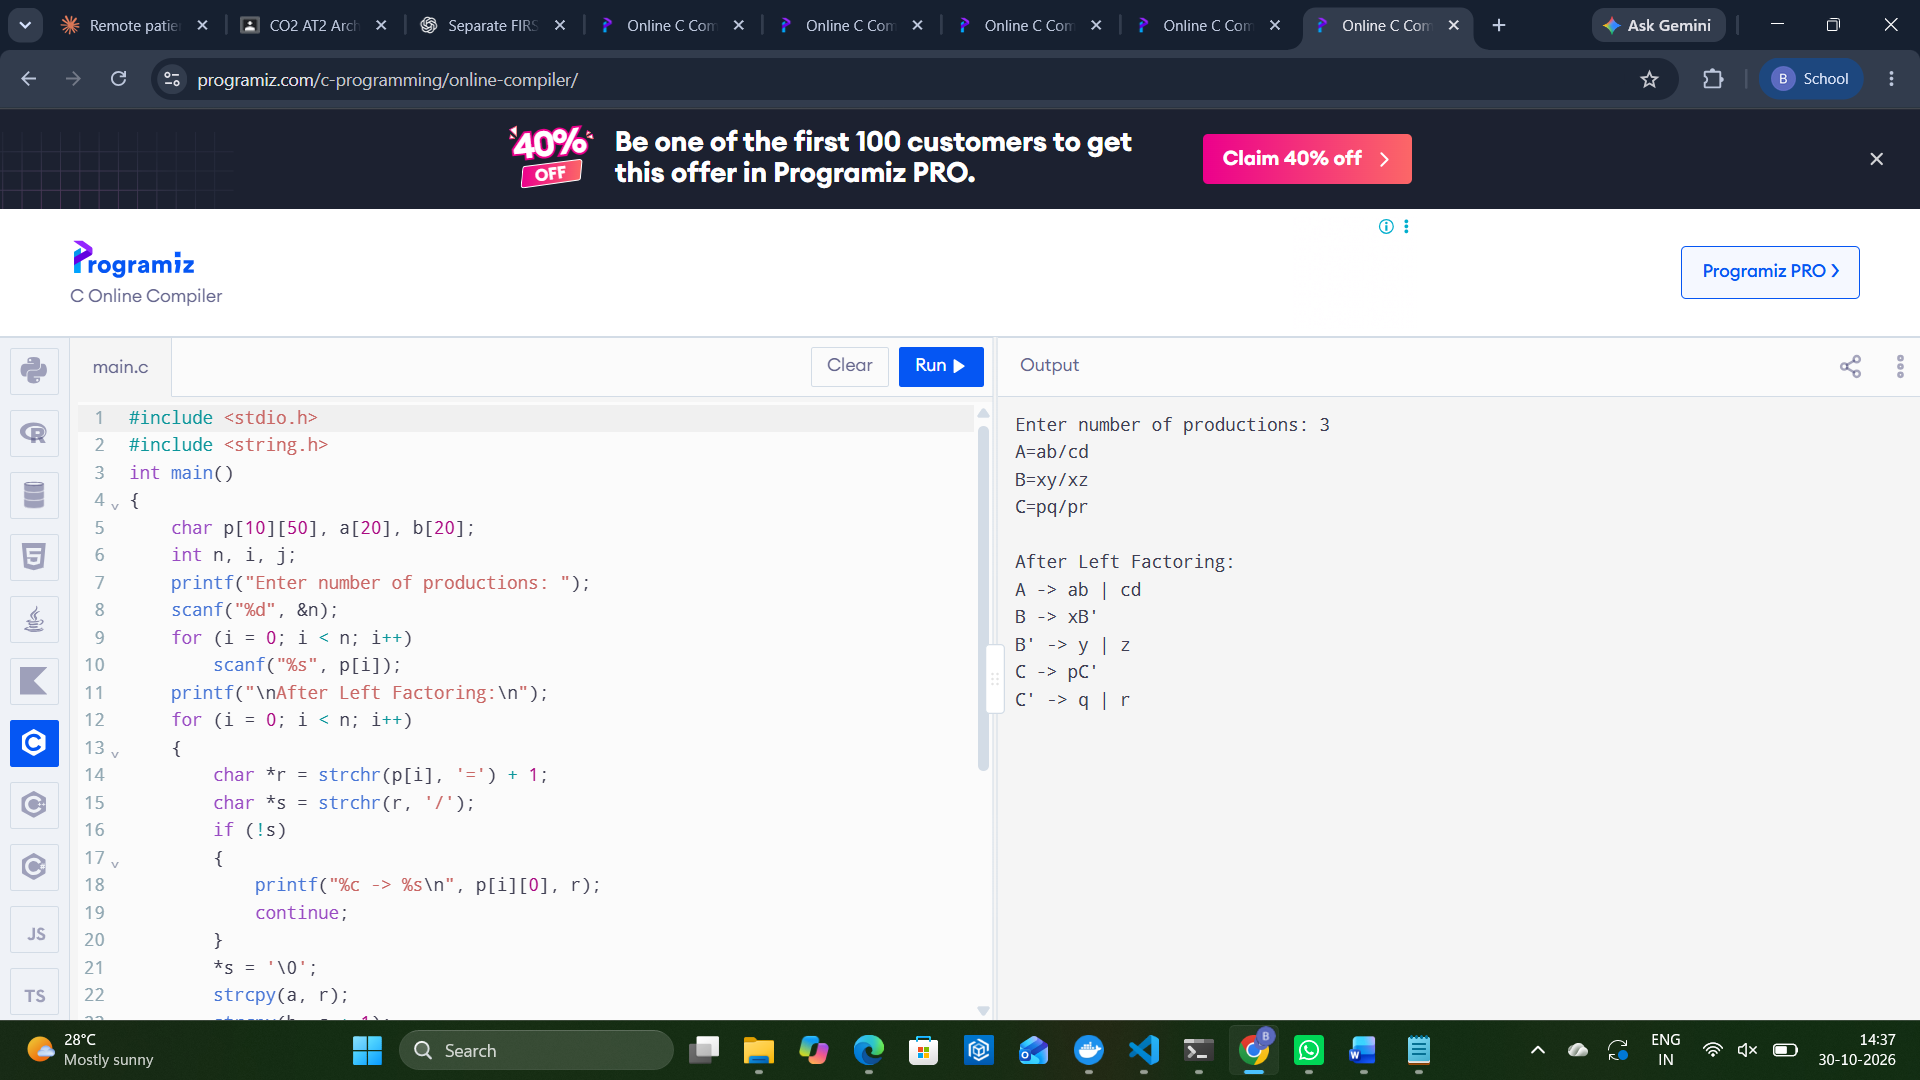 Remote patie
CO2 AT2 Arch
Separate FIRS
Online C Com
Online C Com
Online C Com
Online C Com
Online C Com
Ask Gemini
programiz.com/c-programming/online-compiler/
B School
40% OFF
Be one of the first 100 customers to get
this offer in Programiz PRO.
Claim 40% off
Programiz
C Online Compiler
Programiz PRO
main.c
Clear
Run
Output
1 #include <stdio.h>
2 #include <string.h>
3 int main()
4 {
5 char p[10][50], a[20], b[20];
6 int n, i, j;
7 printf("Enter number of productions: ");
8 scanf("%d", &n);
9 for (i = 0; i < n; i++)
10 scanf("%s", p[i]);
11 printf("\nAfter Left Factoring:\n");
12 for (i = 0; i < n; i++)
13 {
14 char *r = strchr(p[i], '=') + 1;
15 char *s = strchr(r, '/');
16 if (!s)
17 {
18 printf("%c -> %s\n", p[i][0], r);
19 continue;
20 }
21 *s = '\0';
22 strcpy(a, r);
Enter number of productions: 3
A=ab/cd
B=xy/xz
C=pq/pr
After Left Factoring:
A -> ab | cd
B -> xB'
B' -> y | z
C -> pC'
C' -> q | r
JS
TS
28°C
Mostly sunny
Search
B
ENG
IN
14:37
30-10-2026